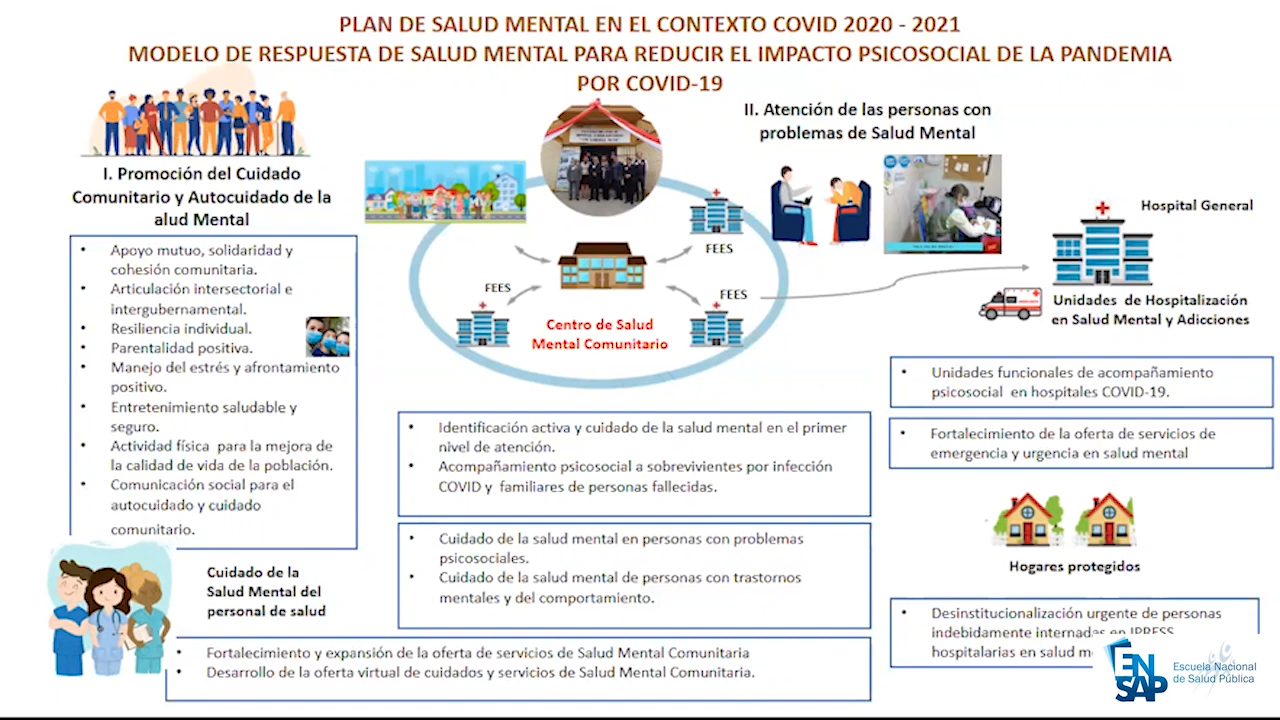 PLAN DE SALUD MENTAL EN EL CONTEXTO COVID 2020 - 2021
MODELO DE RESPUESTA DE SALUD MENTAL PARA REDUCIR EL IMPACTO PSICOSOCIAL DE LA PANDEMIA
POR COVID-19
I. Promoción del Cuidado
Comunitario y Autocuidado de la
alud Mental
• Apoyo mutuo, solidaridad y
cohesión comunitaria.
• Articulación intersectorial e
intergubernamental.
• Resiliencia individual.
• Parentalidad positiva.
• Manejo del estrés y afrontamiento
positivo.
• Entretenimiento saludable y
seguro.
• Actividad física para la mejora de
la calidad de vida de la población.
• Comunicación social para el
autocuidado y cuidado
comunitario.
FEES
FEES
FEES
Centro de Salud
Mental Comunitario
II. Atención de las personas con
problemas de Salud Mental
Hospital General
Unidades de Hospitalización
en Salud Mental y Adicciones
• Identificación activa y cuidado de la salud mental en el primer
nivel de atención.
• Acompañamiento psicosocial a sobrevivientes por infección
COVID y familiares de personas fallecidas.
• Cuidado de la salud mental en personas con problemas
psicosociales.
• Cuidado de la salud mental de personas con trastornos
mentales y del comportamiento.
• Unidades funcionales de acompañamiento
psicosocial en hospitales COVID-19.
• Fortalecimiento de la oferta de servicios de
emergencia y urgencia en salud mental
Hogares protegidos
• Desinstitucionalización urgente de personas
indebidamente internadas en IPRESS
hospitalarias en salud
Cuidado de la
Salud Mental del
personal de salud
• Fortalecimiento y expansión de la oferta de servicios de Salud Mental Comunitaria
• Desarrollo de la oferta virtual de cuidados y servicios de Salud Mental Comunitaria.
ENSAP
Escuela Nacional
de Salud Pública